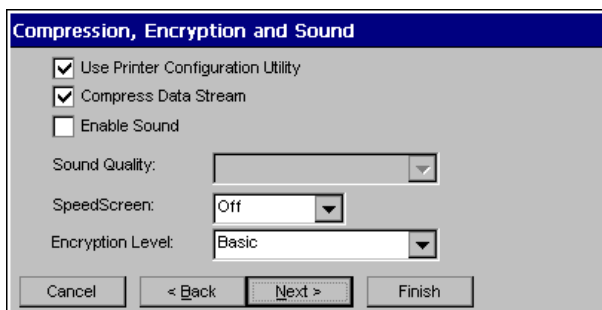 Compression, Encryption and Sound
Use Printer Configuration Utility
Compress Data Stream
Enable Sound
Sound Quality:
SpeedScreen: Off
Encryption Level: Basic
Cancel < Back Next > Finish